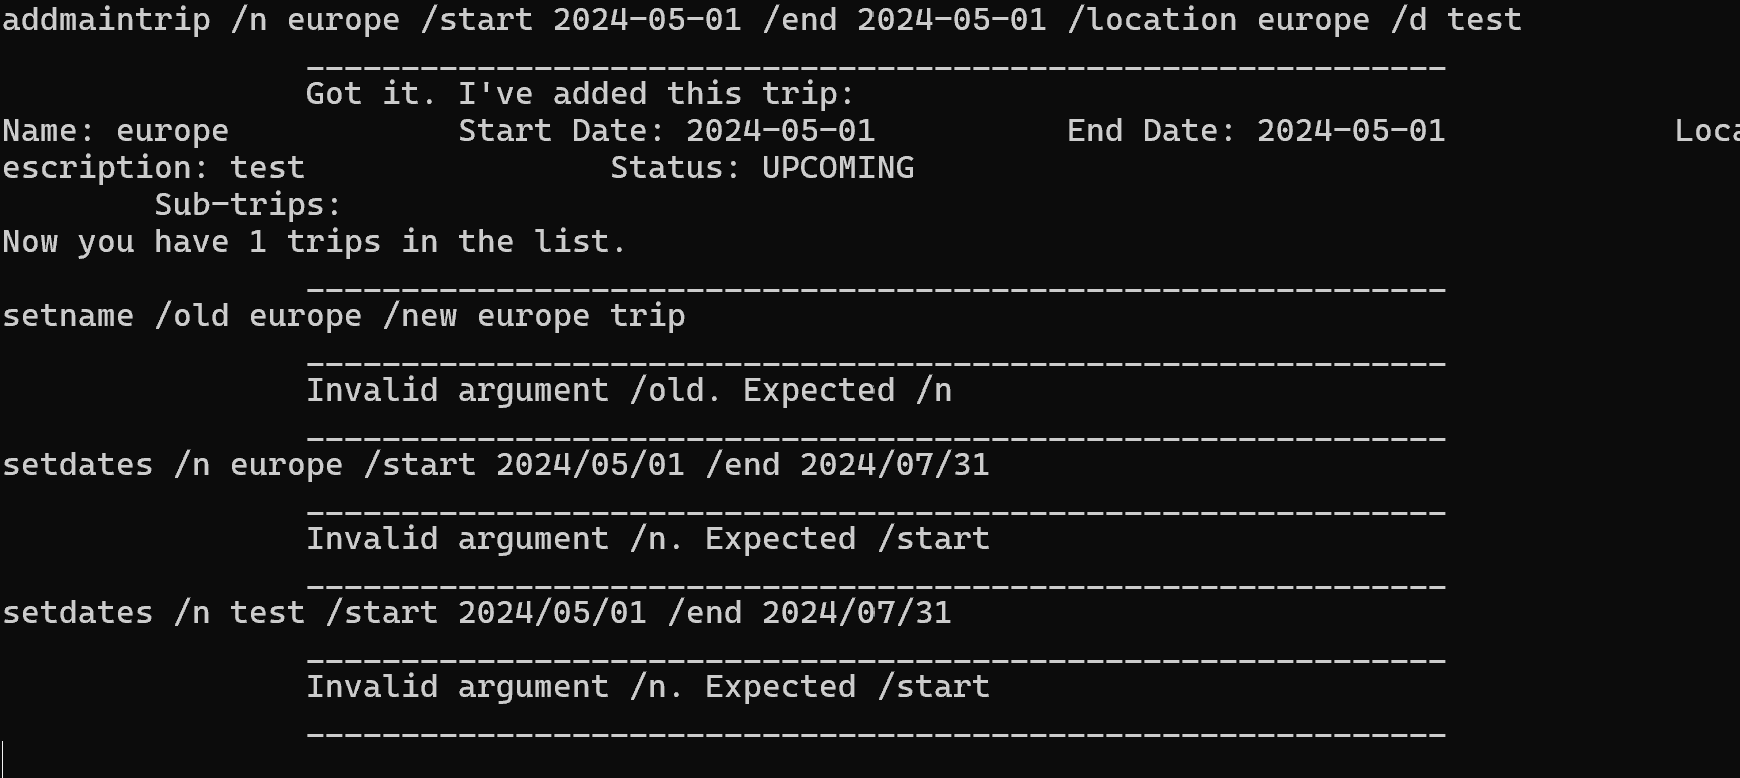 addmaintrip /n europe /start 2024-05-01 /end 2024-05-01 /location europe /d test
____________________________________________________________
Got it. I've added this trip:
Name: europe Start Date: 2024-05-01 End Date: 2024-05-01 Loca
escription: test Status: UPCOMING
Sub-trips:
Now you have 1 trips in the list.
____________________________________________________________
setname /old europe /new europe trip
____________________________________________________________
Invalid argument /old. Expected /n
____________________________________________________________
setdates /n europe /start 2024/05/01 /end 2024/07/31
____________________________________________________________
Invalid argument /n. Expected /start
____________________________________________________________
setdates /n test /start 2024/05/01 /end 2024/07/31
____________________________________________________________
Invalid argument /n. Expected /start
____________________________________________________________